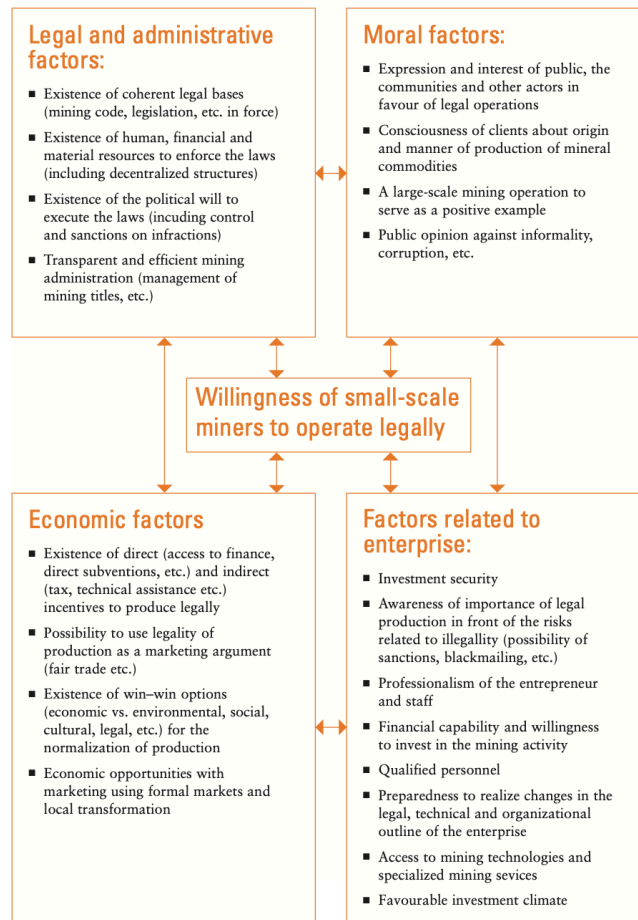 Legal and administrative
factors:
■ Existence of coherent legal bases
(mining code, legislation, etc. in force)
■ Existence of human, financial and
material resources to enforce the laws
(including decentralized structures)
■ Existence of the political will to
execute the laws (incuding control
and sanctions on infractions)
■ Transparent and efficient mining
administration (management of
mining titles, etc.)
Moral factors:
■ Expression and interest of public, the
communities and other actors in
favour of legal operations
■ Consciousness of clients about origin
and manner of production of mineral
commodities
■ A large-scale mining operation to
serve as a positive example
■ Public opinion against informality,
corruption, etc.
Willingness of small-scale
miners to operate legally
Economic factors
■ Existence of direct (access to finance,
direct subventions, etc.) and indirect
(tax, technical assistance etc.)
incentives to produce legally
■ Possibility to use legality of
production as a marketing argument
(fair trade etc.)
■ Existence of win–win options
(economic vs. environmental, social,
cultural, legal, etc.) for the
normalization of production
■ Economic opportunities with
marketing using formal markets and
local transformation
Factors related to
enterprise:
■ Investment security
■ Awareness of importance of legal
production in front of the risks
related to illegallity (possibility of
sanctions, blackmailing, etc.)
■ Professionalism of the entrepreneur
and staff
■ Financial capability and willingness
to invest in the mining activity
■ Qualified personnel
■ Preparedness to realize changes in the
legal, technical and organizational
outline of the enterprise
■ Access to mining technologies and
specialized mining sevices
■ Favourable investment climate